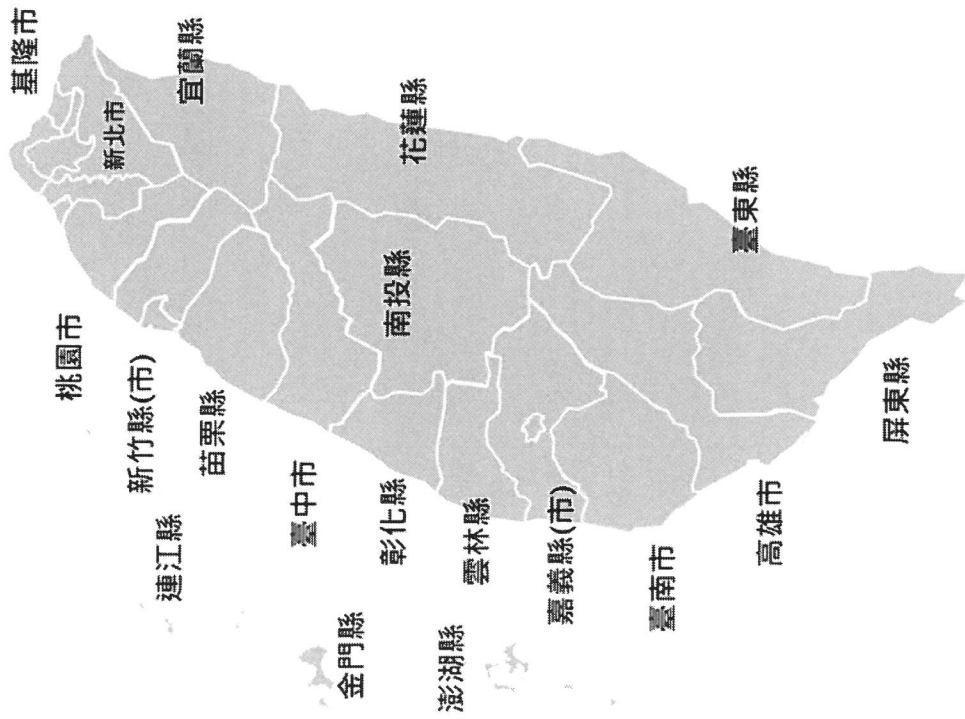 基隆市
新北市
宜蘭縣
桃園市
新竹縣(市)
苗栗縣
連江縣
臺中市
花蓮縣
南投縣
彰化縣
雲林縣
嘉義縣(市)
金門縣
澎湖縣
臺南市
高雄市
臺東縣
屏東縣